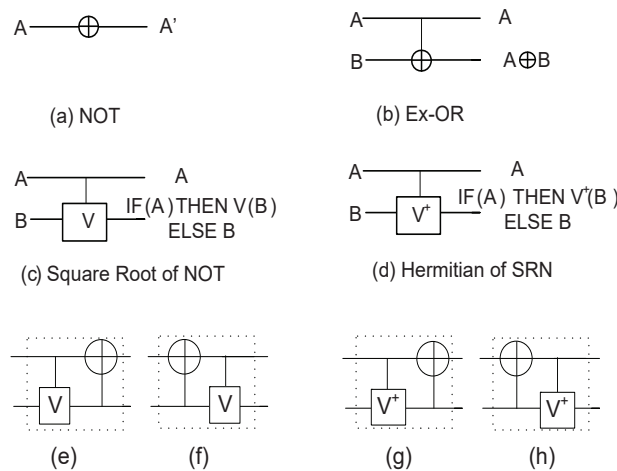 A A'
(a) NOT
A A
B A⊕B
(b) Ex-OR
A A
B V IF(A) THEN V(B)
ELSE B
(c) Square Root of NOT
A A
B V+ IF(A) THEN V+(B)
ELSE B
(d) Hermitian of SRN
V
(e)
V
(f)
V+
(g)
V+
(h)